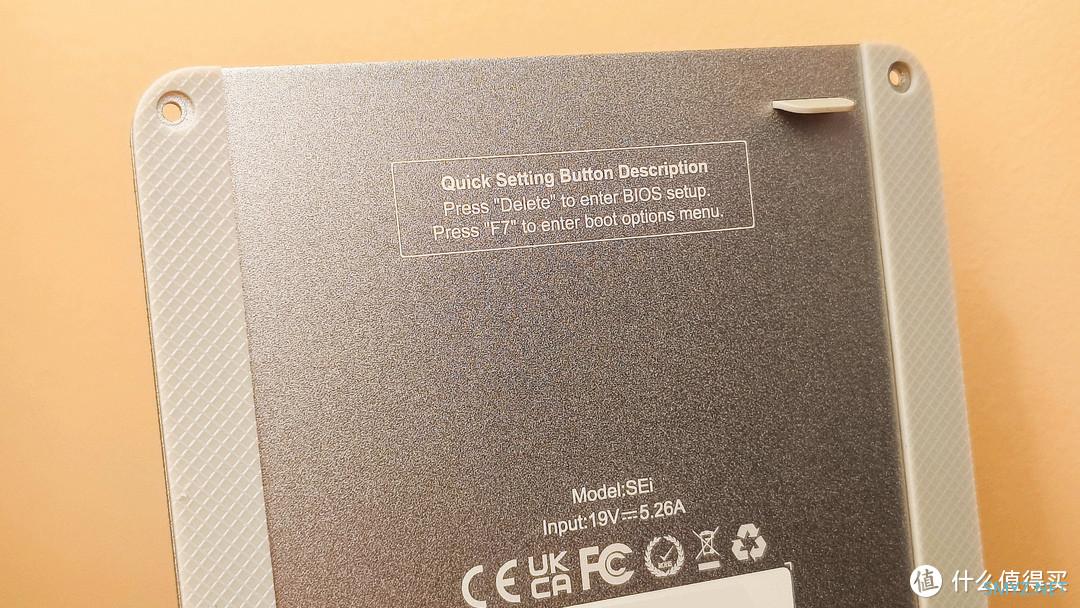 Quick Setting Button Description
Press "Delete" to enter BIOS setup.
Press "F7" to enter boot options menu.
Model:SEi
Input:19V⎓5.26A
CE UK CA FC
值 什么值得买